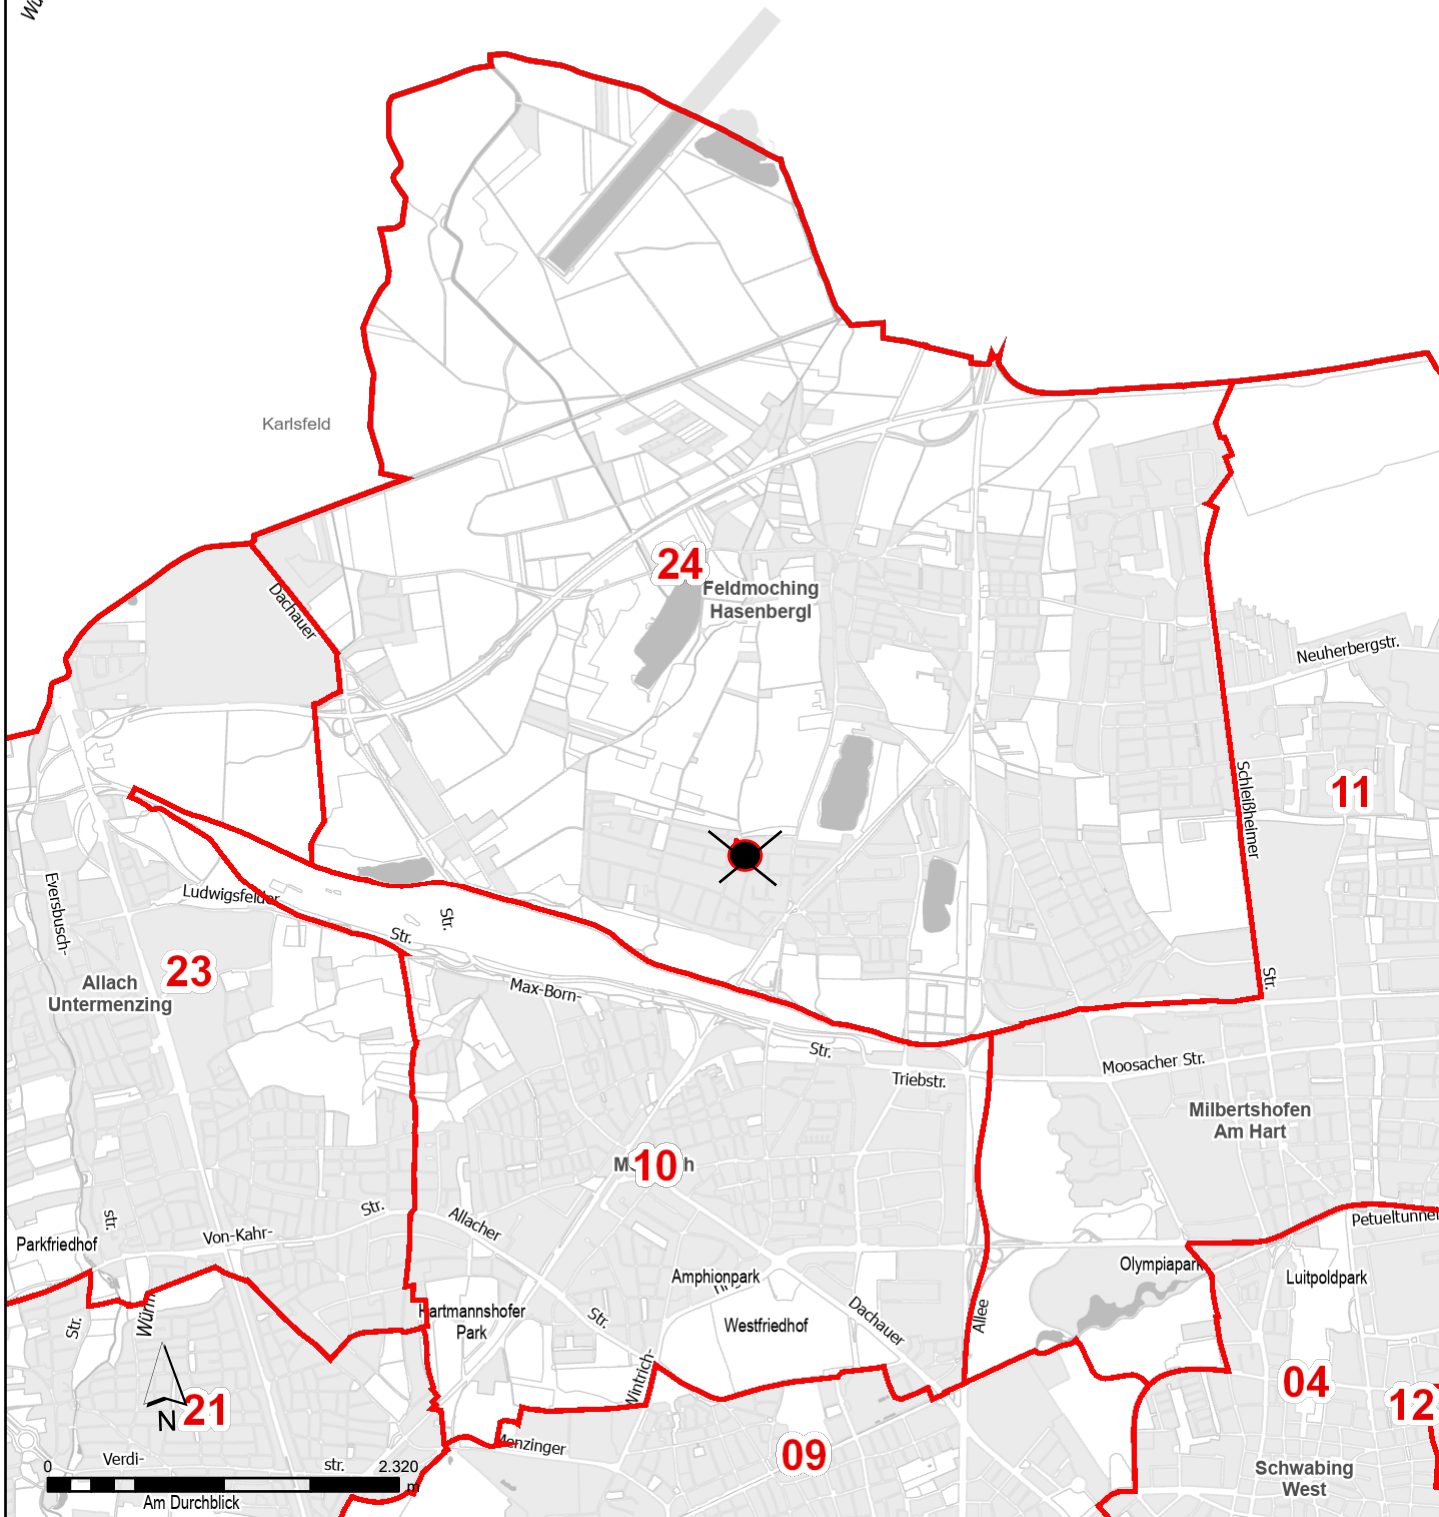 Karlsfeld
24
Feldmoching
Hasenbergl
Dachauer
Neuherbergstr.
Schleißheimer
11
Eversbusch-
Ludwigsfelder
Str.
Str.
23
Allach
Untermenzing
Max-Born-
Str.
Str.
Triebstr.
Moosacher Str.
Milbertshofen
Am Hart
10
Str.
Allacher
str.
Von-Kahr-
Parkfriedhof
Petueltunnel
Olympiapark
Luitpoldpark
Amphionpark
Hartmannshofer
Park
Str.
Westfriedhof
Dachauer
Allee
Würm
Str.
Wintrich-
N
21
04
12
Menzinger
09
Verdi-
str.
Schwabing
West
0
2.320
m
Am Durchblick